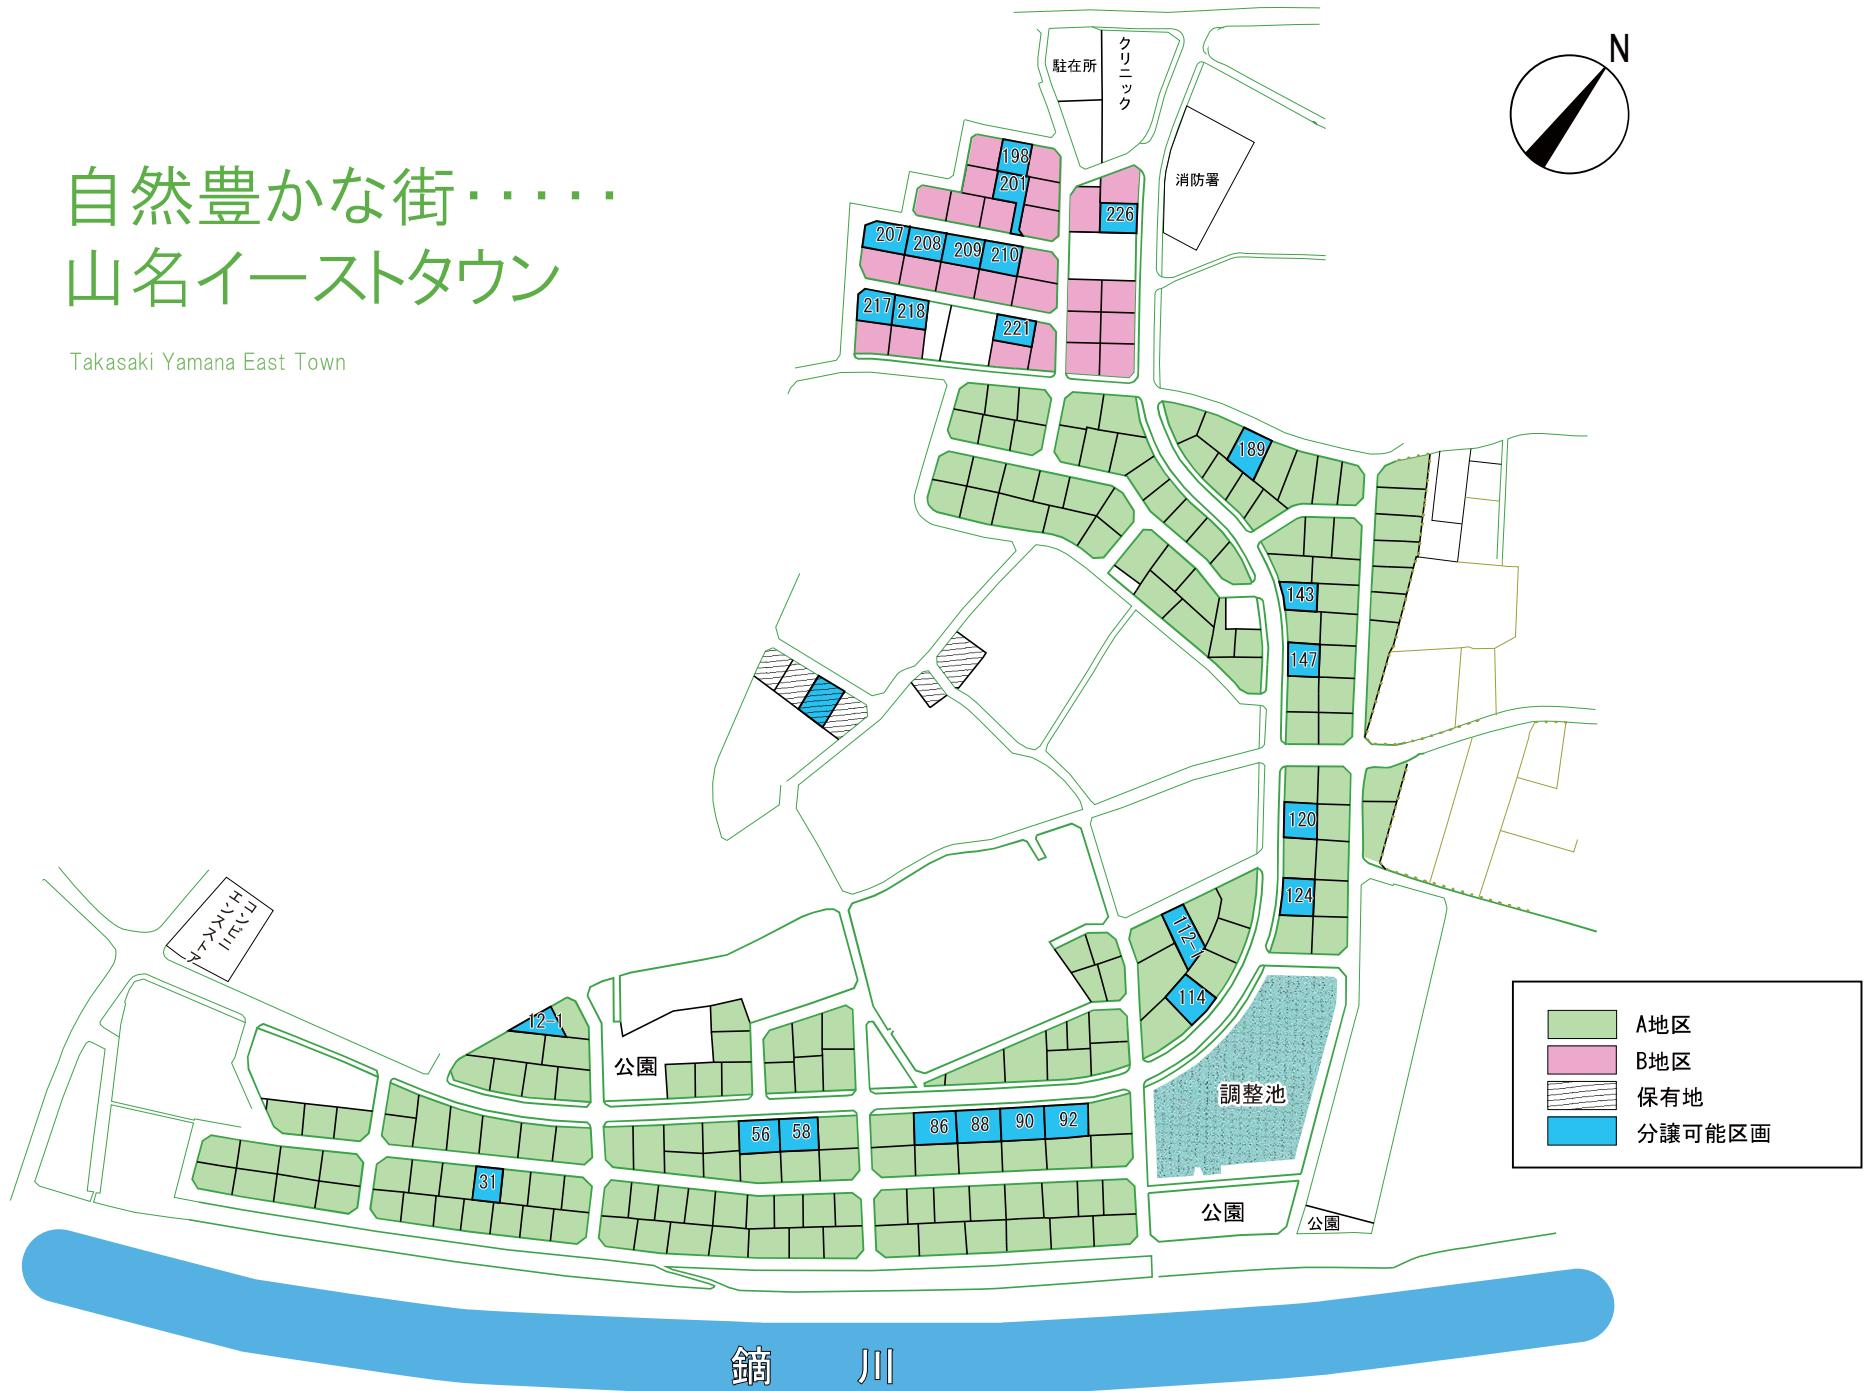 自然豊かな街・・・・・
山名イーストタウン
Takasaki Yamana East Town
N
駐在所
クリニック
消防署
198
201
226
207
208
209
210
217
218
221
189
143
147
120
124
112-1
114
コンビニ
エンスストア
12-1
公園
56
58
86
88
90
92
31
調整池
公園
公園
A地区
B地区
保有地
分譲可能区画
鏑川